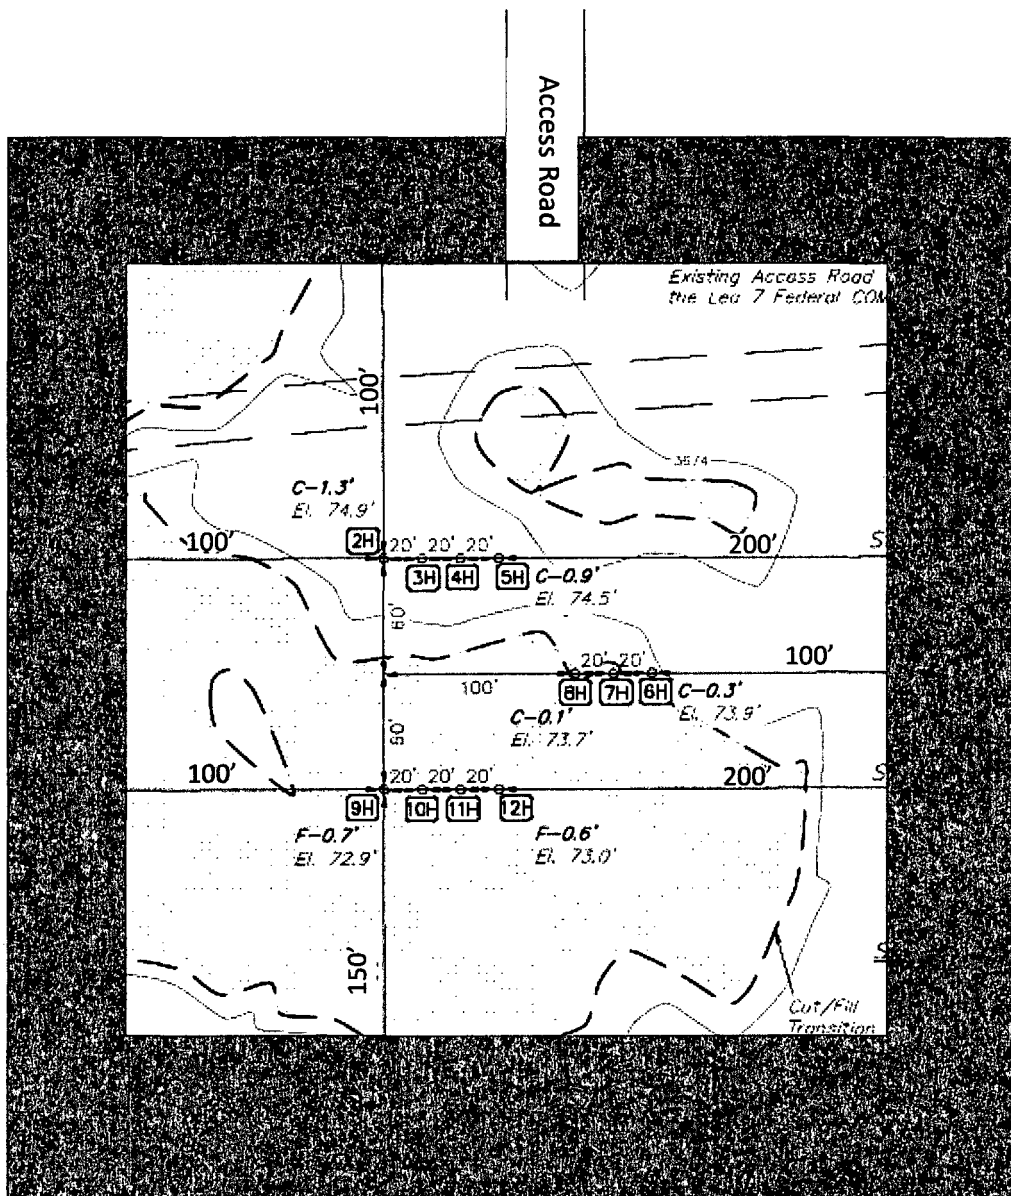 Access Road
Existing Access Road
the Lea 7 Federal COM
100'
3674
C-1.3'
El. 74.9'
100'
2H
20' 20' 20'
200'
S
3H 4H 5H
C-0.9'
El. 74.5'
60'
20' 20'
100'
100'
8H 7H 6H
C-0.3'
El. 73.9'
C-0.1'
El. 73.7'
60'
100'
20' 20' 20'
200'
S
9H 10H 11H 12H
F-0.7'
El. 72.9'
F-0.6'
El. 73.0'
150'
S
Cut/Fill
Transition